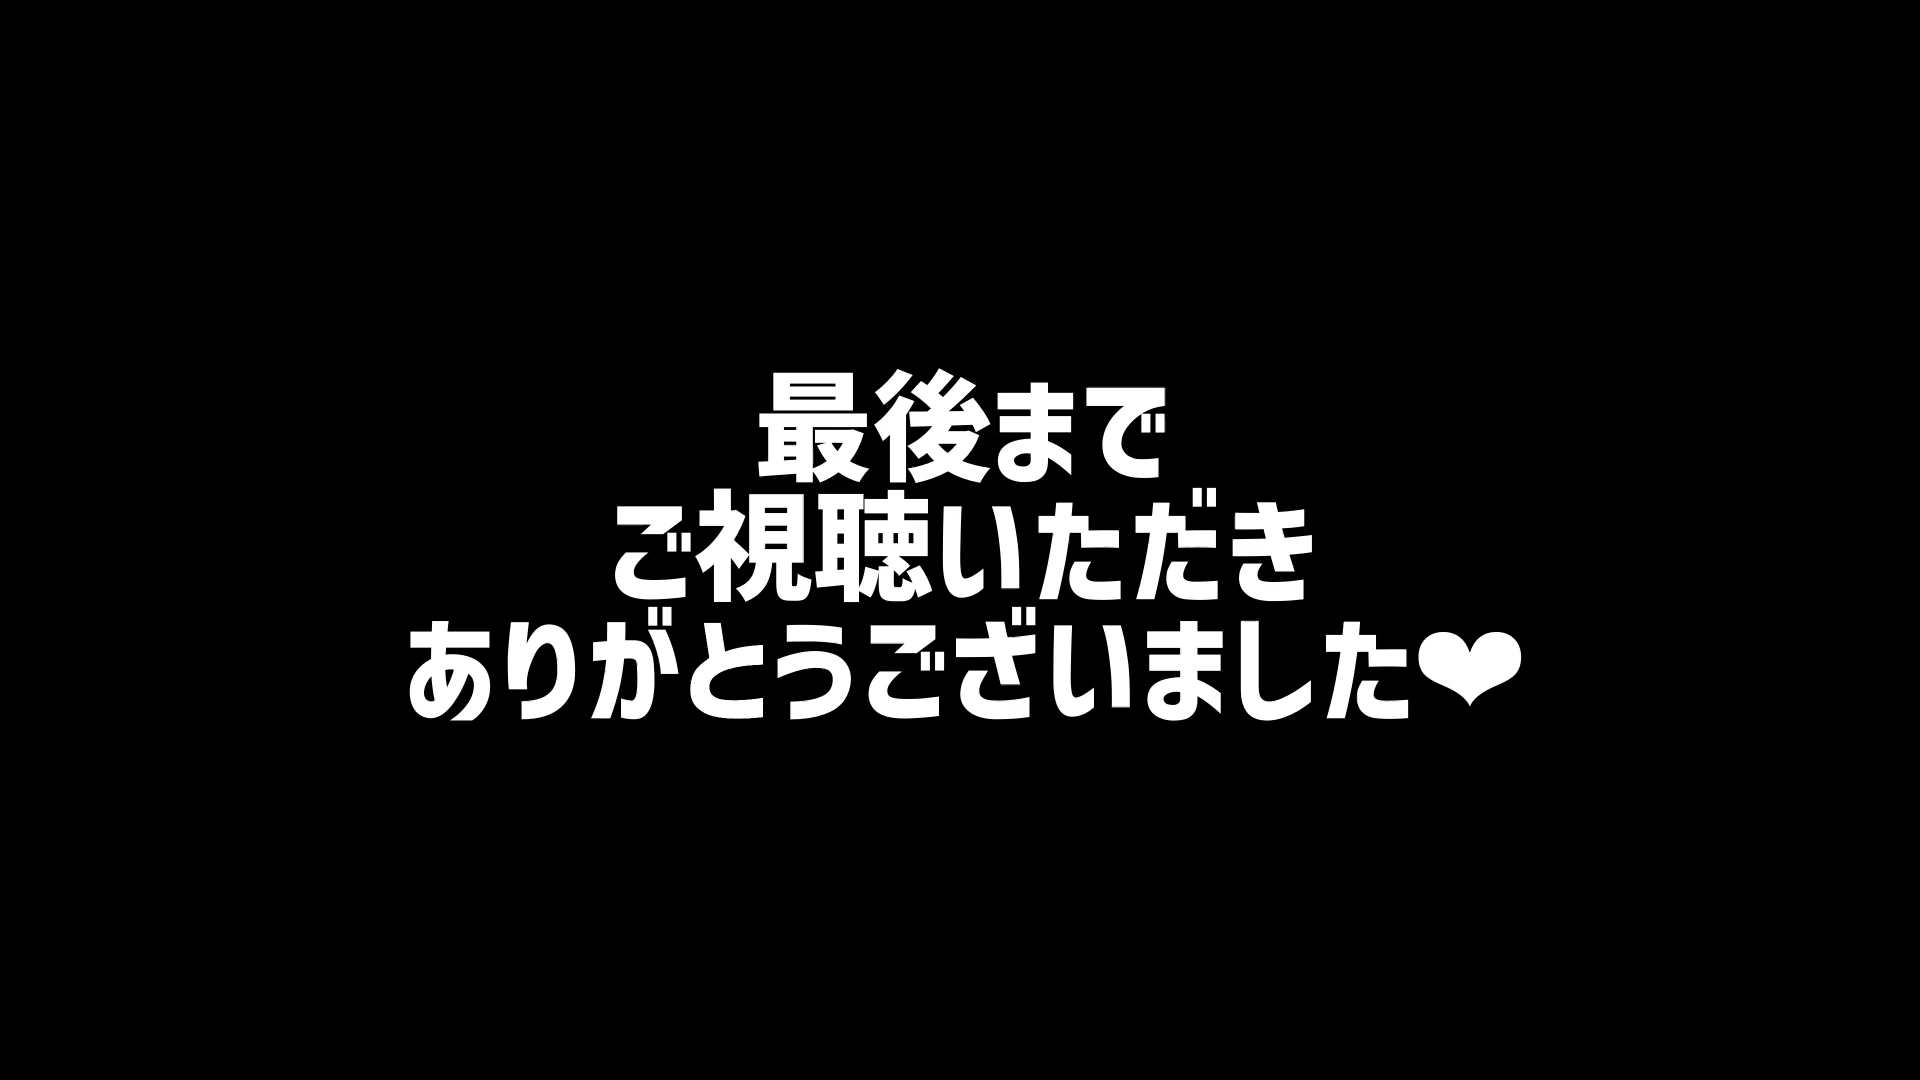 最後まで
ご視聴いただき
ありがとうございました❤